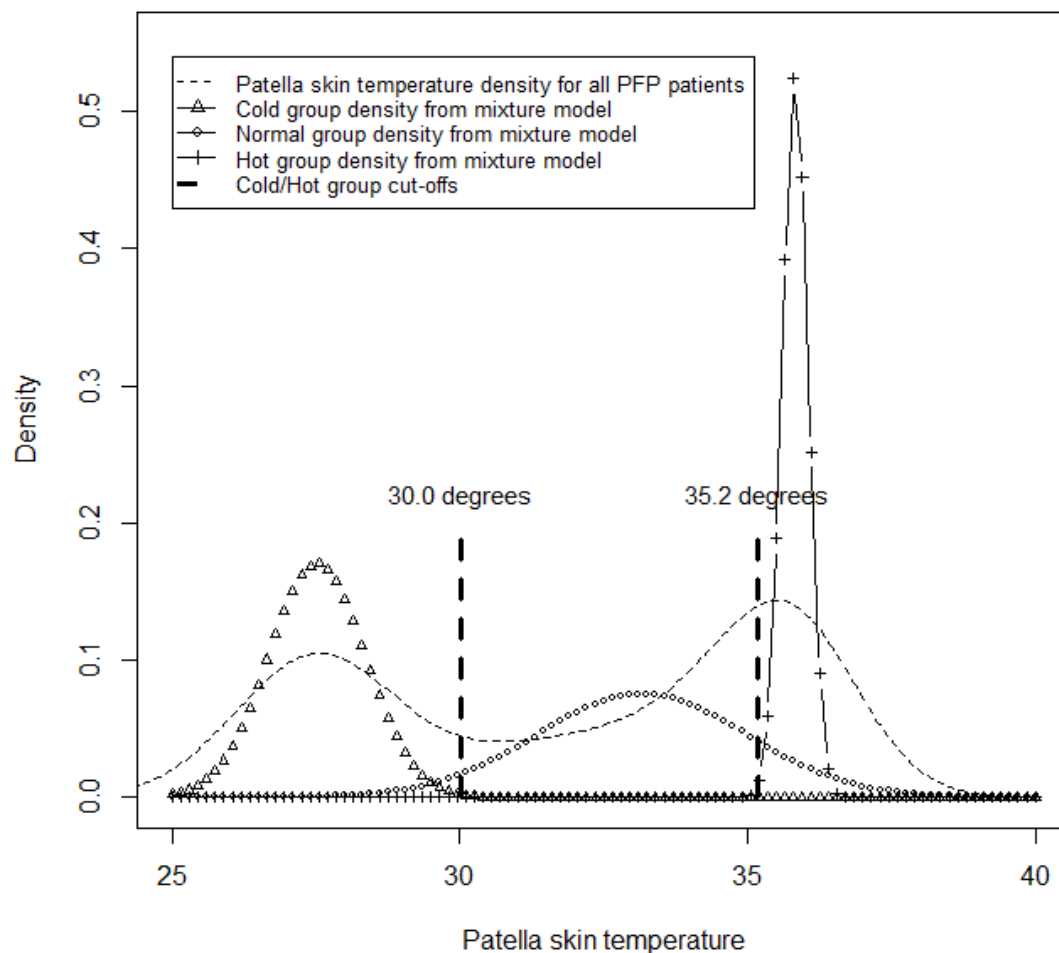 Patella skin temperature density for all PFP patients
Cold group density from mixture model
Normal group density from mixture model
Hot group density from mixture model
Cold/Hot group cut-offs
0.5
0.4
0.3
0.2
0.1
0.0
Density
30.0 degrees
35.2 degrees
25
30
35
40
Patella skin temperature